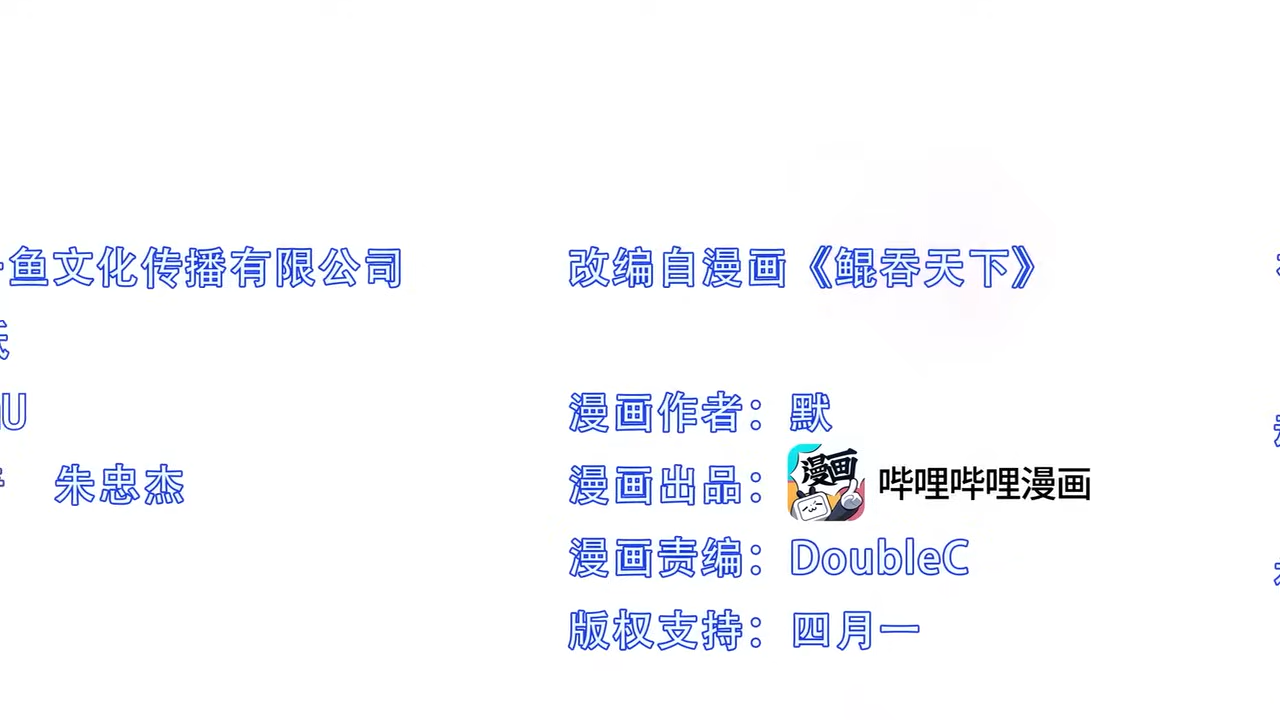 鱼文化传播有限公司
U
朱忠杰
改编自漫画《鲲吞天下》
漫画作者：默
漫画出品：漫画 哔哩哔哩漫画
漫画责编：DoubleC
版权支持：四月一